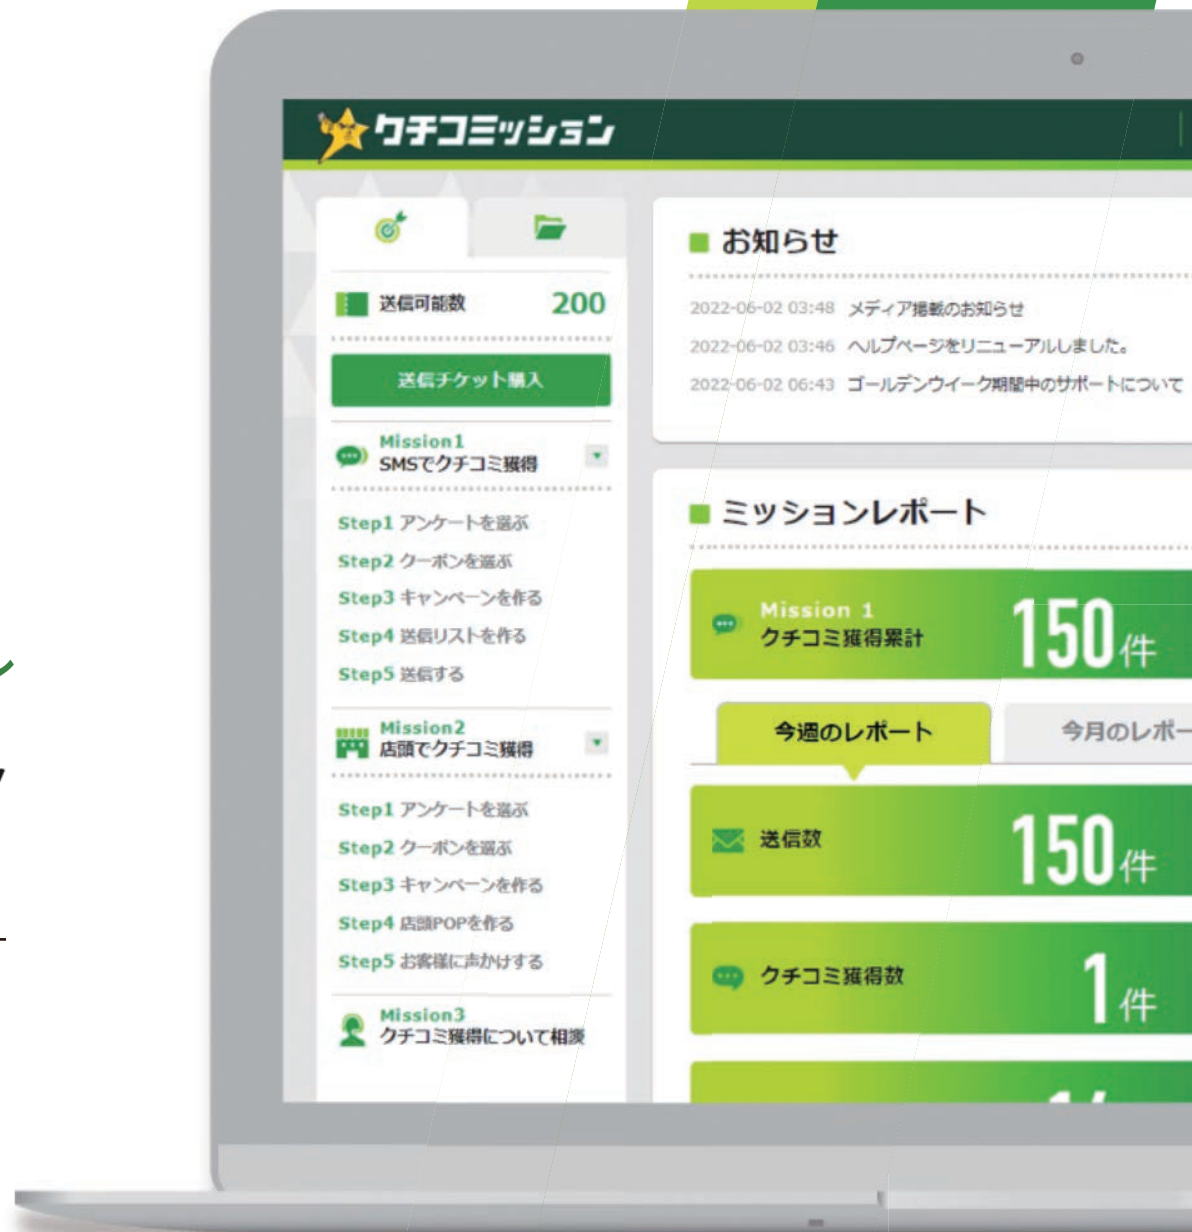 クチコミッション
送信可能数 200
送信チケット購入
Mission1
SMSでクチコミ獲得
Step1 アンケートを選ぶ
Step2 クーポンを選ぶ
Step3 キャンペーンを作る
Step4 送信リストを作る
Step5 送信する
Mission2
店頭でクチコミ獲得
Step1 アンケートを選ぶ
Step2 クーポンを選ぶ
Step3 キャンペーンを作る
Step4 店頭POPを作る
Step5 お客様に声かけする
Mission3
クチコミ獲得について相談
お知らせ
2022-06-02 03:48 メディア掲載のお知らせ
2022-06-02 03:46 ヘルプページをリニューアルしました。
2022-06-02 06:43 ゴールデンウイーク期間中のサポートについて
ミッションレポート
Mission 1
クチコミ獲得累計 150件
今週のレポート 今月のレポー
送信数 150件
クチコミ獲得数 1件